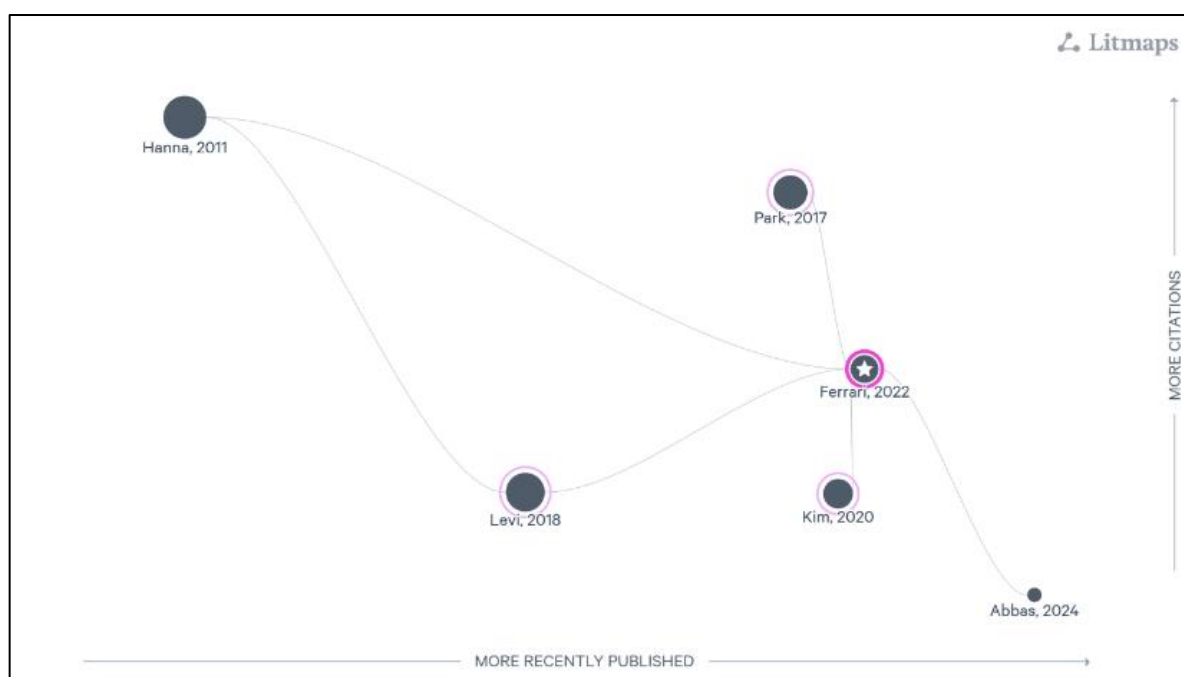 Litmaps
Hanna, 2011
Park, 2017
Ferrari, 2022
Levi, 2018
Kim, 2020
Abbas, 2024
MORE CITATIONS
MORE RECENTLY PUBLISHED